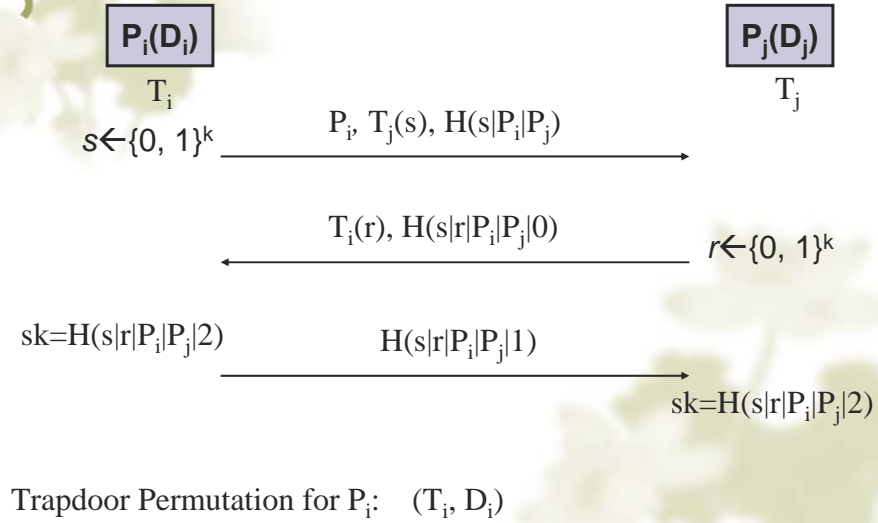 P_i(D_i)
P_j(D_j)
T_i
T_j
s←{0, 1}^k
P_i, T_j(s), H(s|P_i|P_j)
T_i(r), H(s|r|P_i|P_j|0)
r←{0, 1}^k
sk=H(s|r|P_i|P_j|2)
H(s|r|P_i|P_j|1)
sk=H(s|r|P_i|P_j|2)
Trapdoor Permutation for P_i: (T_i, D_i)